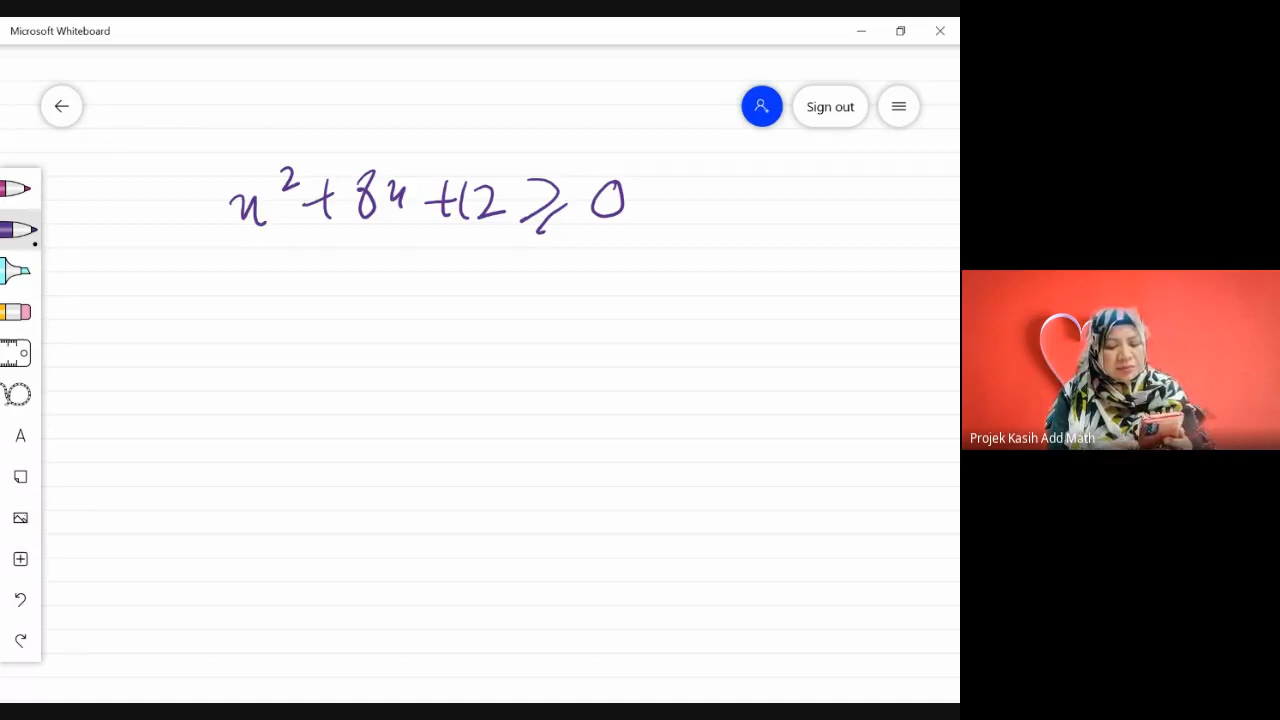 Microsoft Whiteboard
Sign out
x² + 8x + 12 ⩾ 0
A
Projek Kasih Add Math